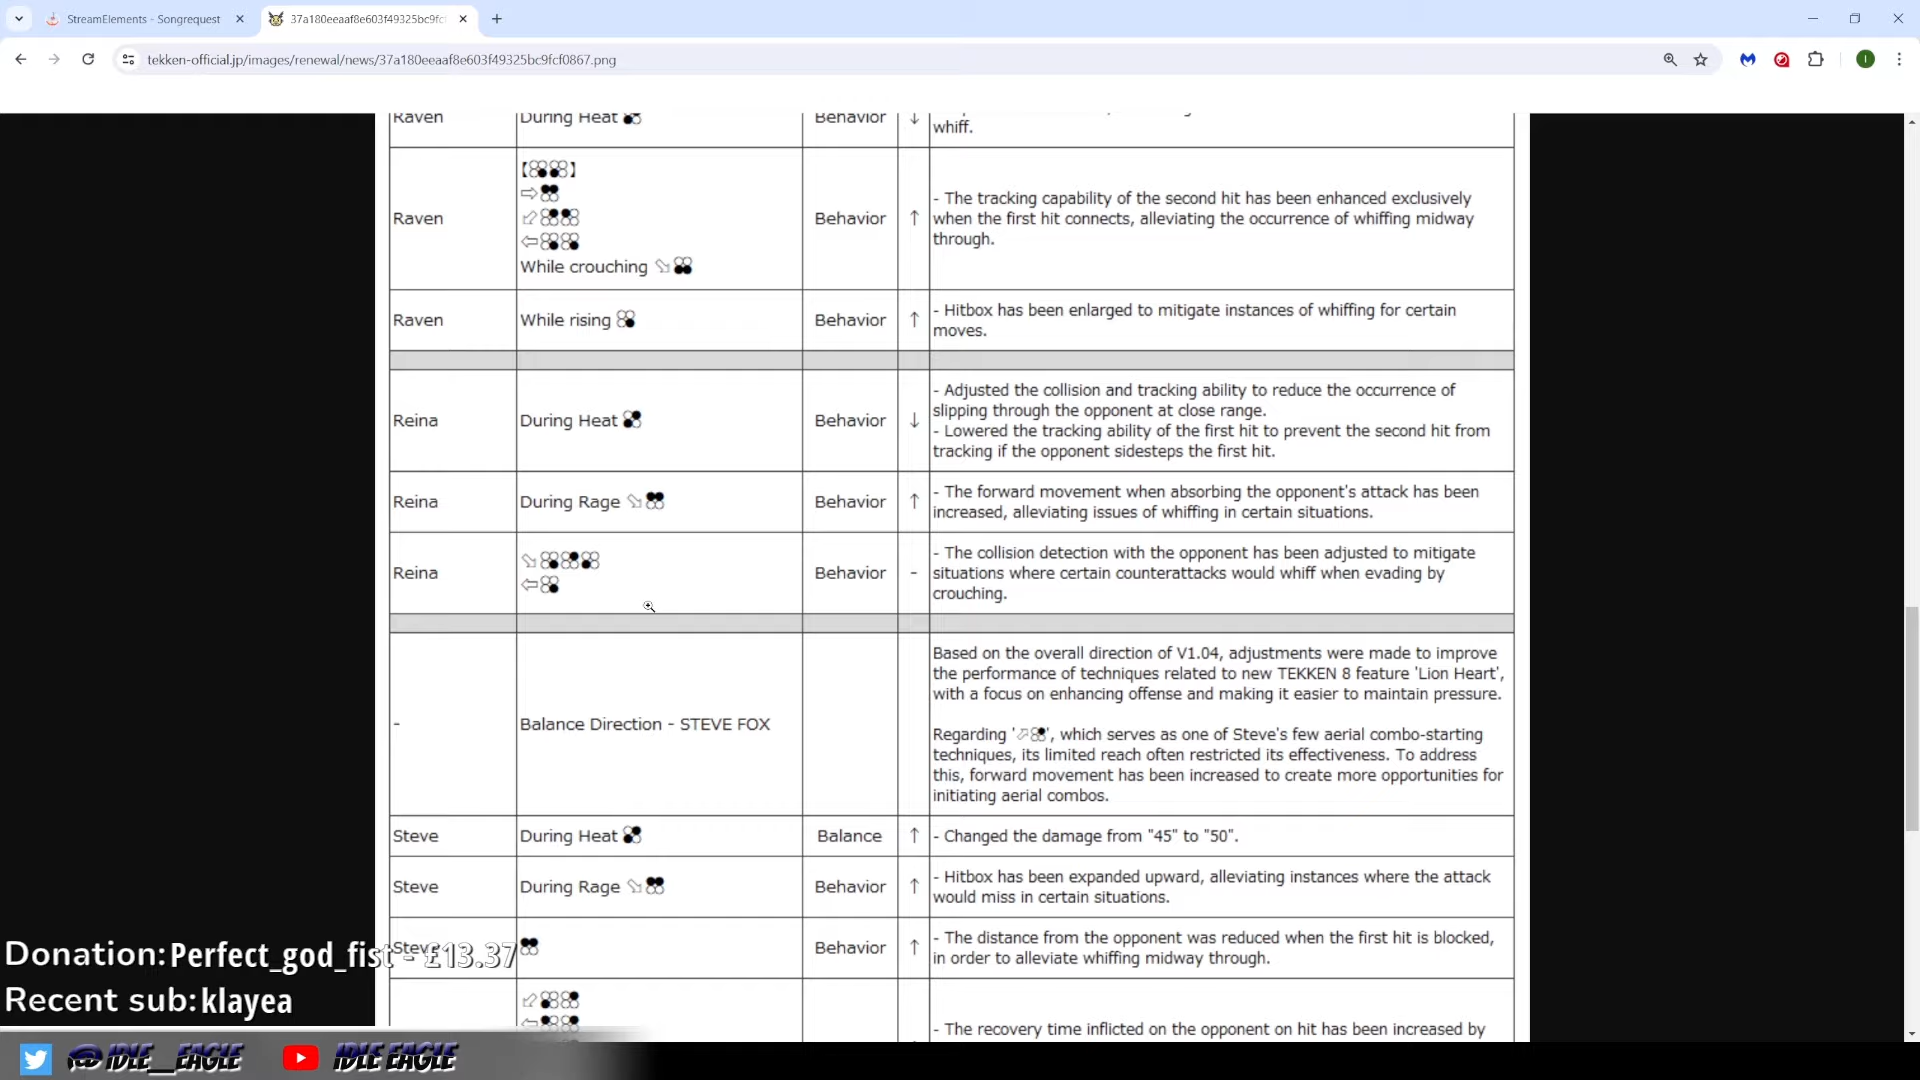 StreamElements - Songrequest
37a180eeaaf8e603f49325bc9fc
tekken-official.jp/images/renewal/news/37a180eeaaf8e603f49325bc9fcf0867.png
Raven During Heat Behavior ↓
whiff.
Raven
【 】
⇨
⬃
⇦
While crouching ⬂
Behavior ↑
- The tracking capability of the second hit has been enhanced exclusively
when the first hit connects, alleviating the occurrence of whiffing midway
through.
Raven While rising Behavior ↑
- Hitbox has been enlarged to mitigate instances of whiffing for certain
moves.
Reina During Heat Behavior ↓
- Adjusted the collision and tracking ability to reduce the occurrence of
slipping through the opponent at close range.
- Lowered the tracking ability of the first hit to prevent the second hit from
tracking if the opponent sidesteps the first hit.
Reina During Rage ⬂ Behavior ↑
- The forward movement when absorbing the opponent's attack has been
increased, alleviating issues of whiffing in certain situations.
Reina
⬂
⇦
Behavior -
- The collision detection with the opponent has been adjusted to mitigate
situations where certain counterattacks would whiff when evading by
crouching.
- Balance Direction - STEVE FOX
Based on the overall direction of V1.04, adjustments were made to improve
the performance of techniques related to new TEKKEN 8 feature 'Lion Heart',
with a focus on enhancing offense and making it easier to maintain pressure.
Regarding '⬀', which serves as one of Steve's few aerial combo-starting
techniques, its limited reach often restricted its effectiveness. To address
this, forward movement has been increased to create more opportunities for
initiating aerial combos.
Steve During Heat Balance ↑ - Changed the damage from "45" to "50".
Steve During Rage ⬂ Behavior ↑
- Hitbox has been expanded upward, alleviating instances where the attack
would miss in certain situations.
Steve Behavior ↑
- The distance from the opponent was reduced when the first hit is blocked,
in order to alleviate whiffing midway through.
⬃
⇦
- The recovery time inflicted on the opponent on hit has been increased by
Donation: Perfect_god_fist - £13.37
Recent sub: klayea
IDLE__EAGLE
IDLE EAGLE